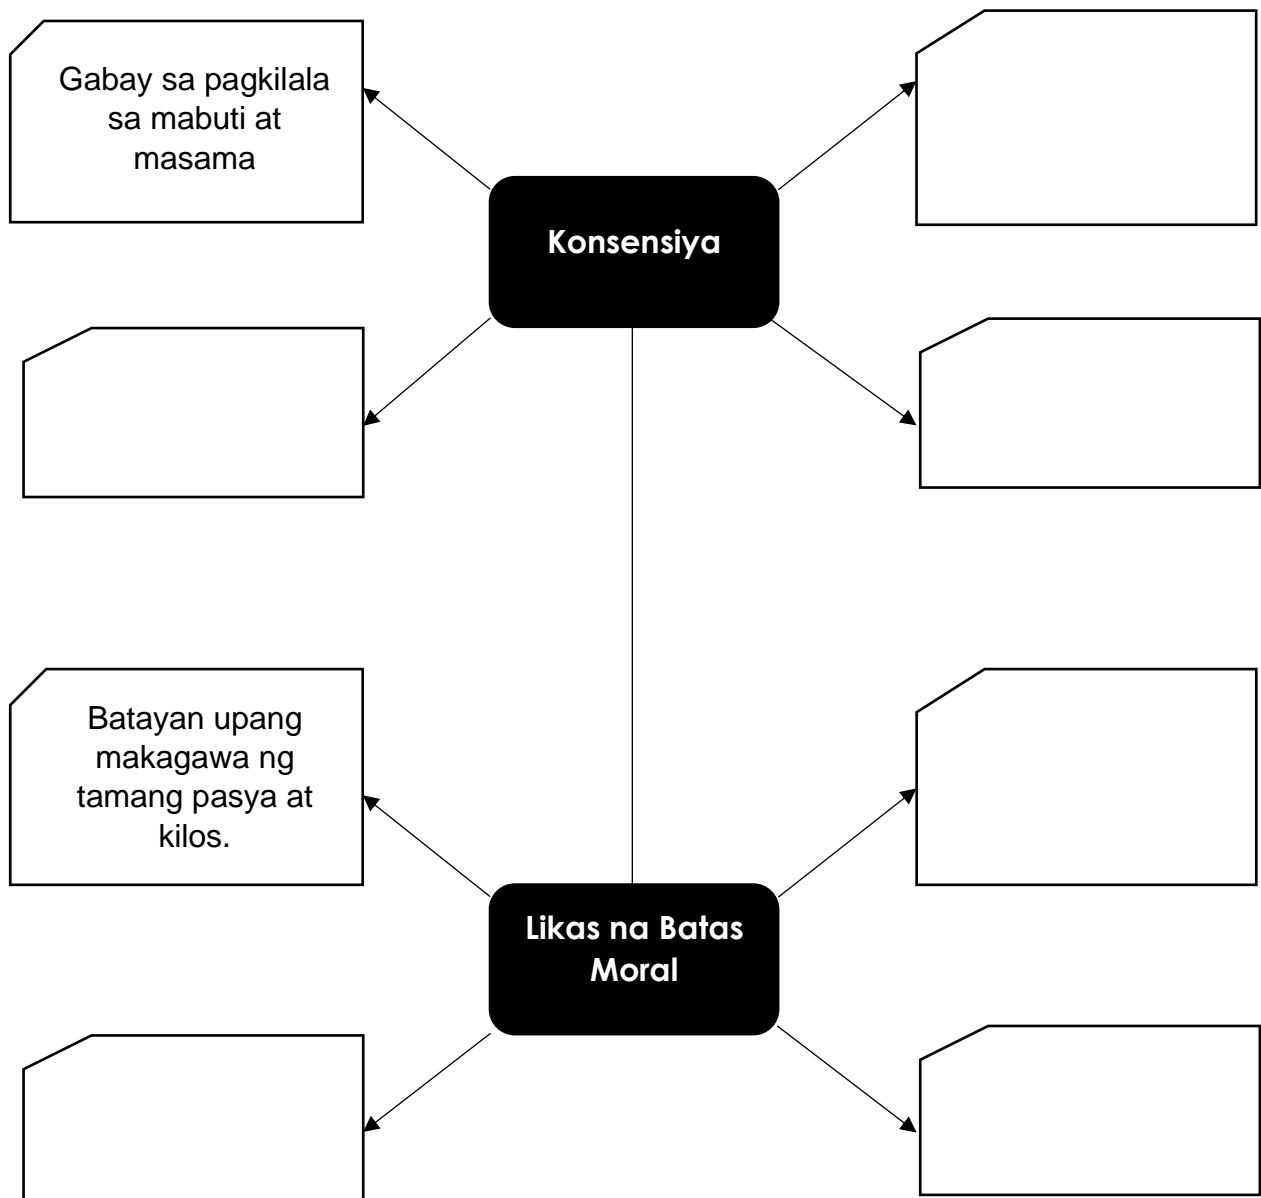 Gabay sa pagkilala
sa mabuti at
masama
Konsensiya
Batayan upang
makagawa ng
tamang pasya at
kilos.
Likas na Batas
Moral